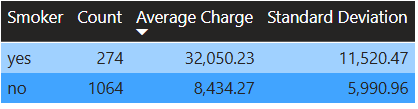 Smoker Count Average Charge Standard Deviation
yes 274 32,050.23 11,520.47
no 1064 8,434.27 5,990.96